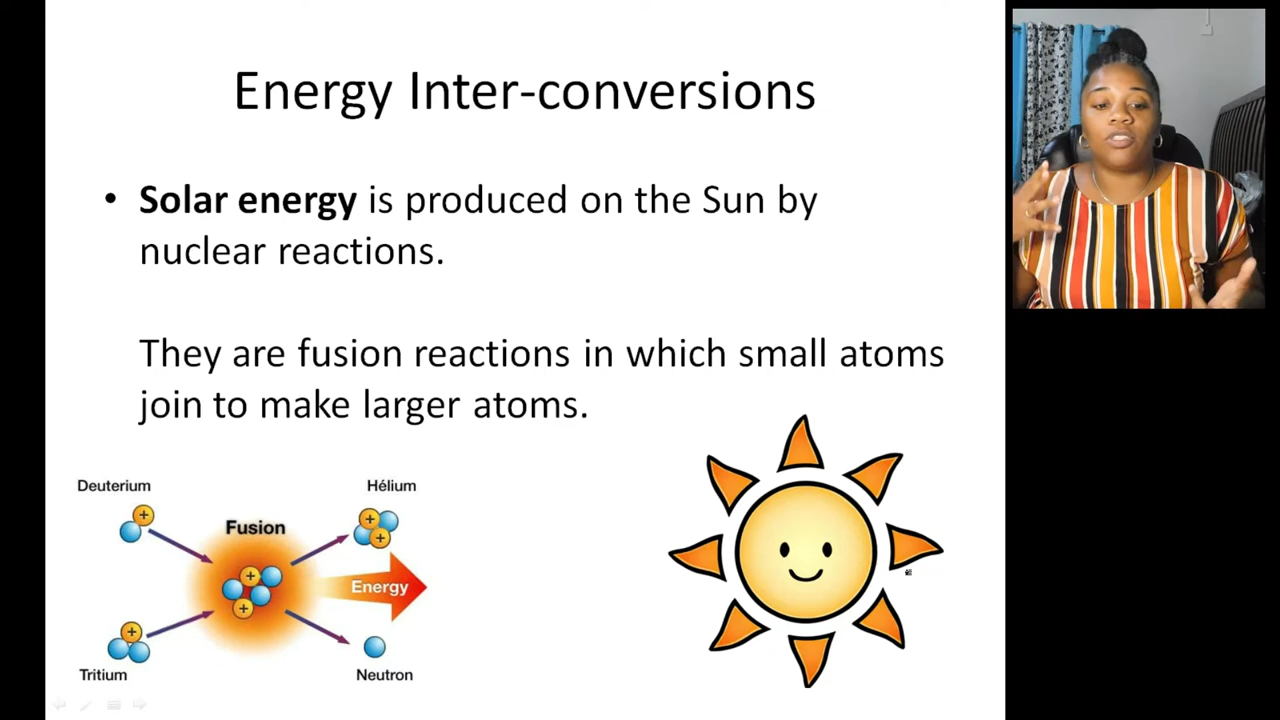 Energy Inter-conversions
• Solar energy is produced on the Sun by
nuclear reactions.
They are fusion reactions in which small atoms
join to make larger atoms.
Deuterium
Hélium
+
+
+
Fusion
+
+
Energy
+
Tritium
Neutron